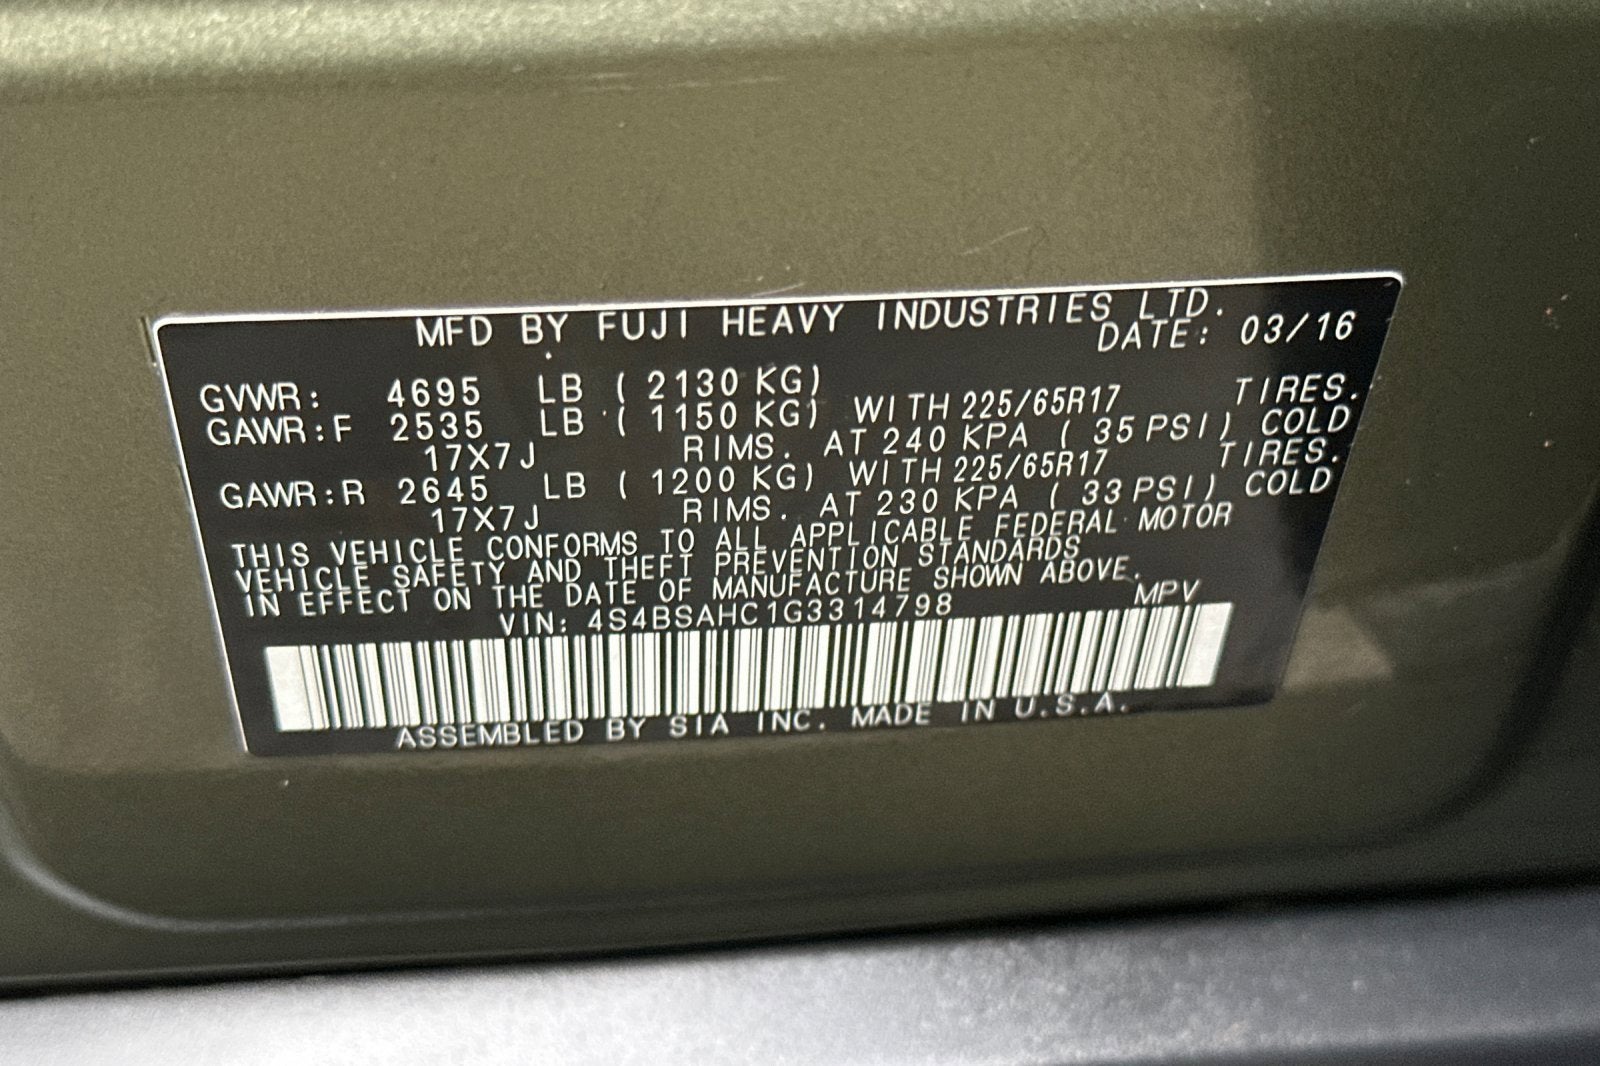 MFD BY FUJI HEAVY INDUSTRIES LTD.
DATE: 03/16
GVWR: 4695 LB ( 2130 KG)
GAWR:F 2535 LB ( 1150 KG) WITH 225/65R17 TIRES.
17X7J RIMS. AT 240 KPA ( 35 PSI) COLD
GAWR:R 2645 LB ( 1200 KG) WITH 225/65R17 TIRES.
17X7J RIMS. AT 230 KPA ( 33 PSI) COLD
THIS VEHICLE CONFORMS TO ALL APPLICABLE FEDERAL MOTOR
VEHICLE SAFETY AND THEFT PREVENTION STANDARDS
IN EFFECT ON THE DATE OF MANUFACTURE SHOWN ABOVE.
VIN: 4S4BSAHC1G3314798 MPV
ASSEMBLED BY SIA INC. MADE IN U.S.A.